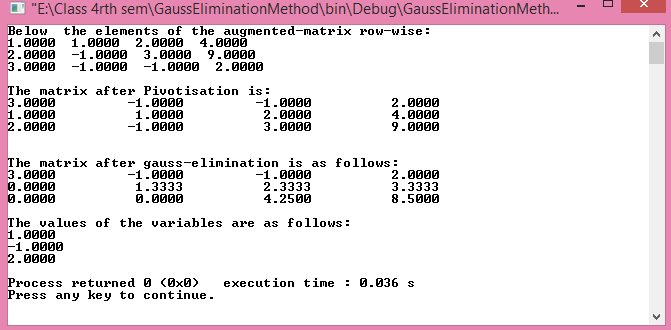 "E:\Class 4rth sem\GaussEliminationMethod\bin\Debug\GaussEliminationMeth...
Below the elements of the augmented-matrix row-wise:
1.0000 1.0000 2.0000 4.0000
2.0000 -1.0000 3.0000 9.0000
3.0000 -1.0000 -1.0000 2.0000
The matrix after Pivotisation is:
3.0000 -1.0000 -1.0000 2.0000
1.0000 1.0000 2.0000 4.0000
2.0000 -1.0000 3.0000 9.0000
The matrix after gauss-elimination is as follows:
3.0000 -1.0000 -1.0000 2.0000
0.0000 1.3333 2.3333 3.3333
0.0000 0.0000 4.2500 8.5000
The values of the variables are as follows:
1.0000
-1.0000
2.0000
Process returned 0 (0x0) execution time : 0.036 s
Press any key to continue.